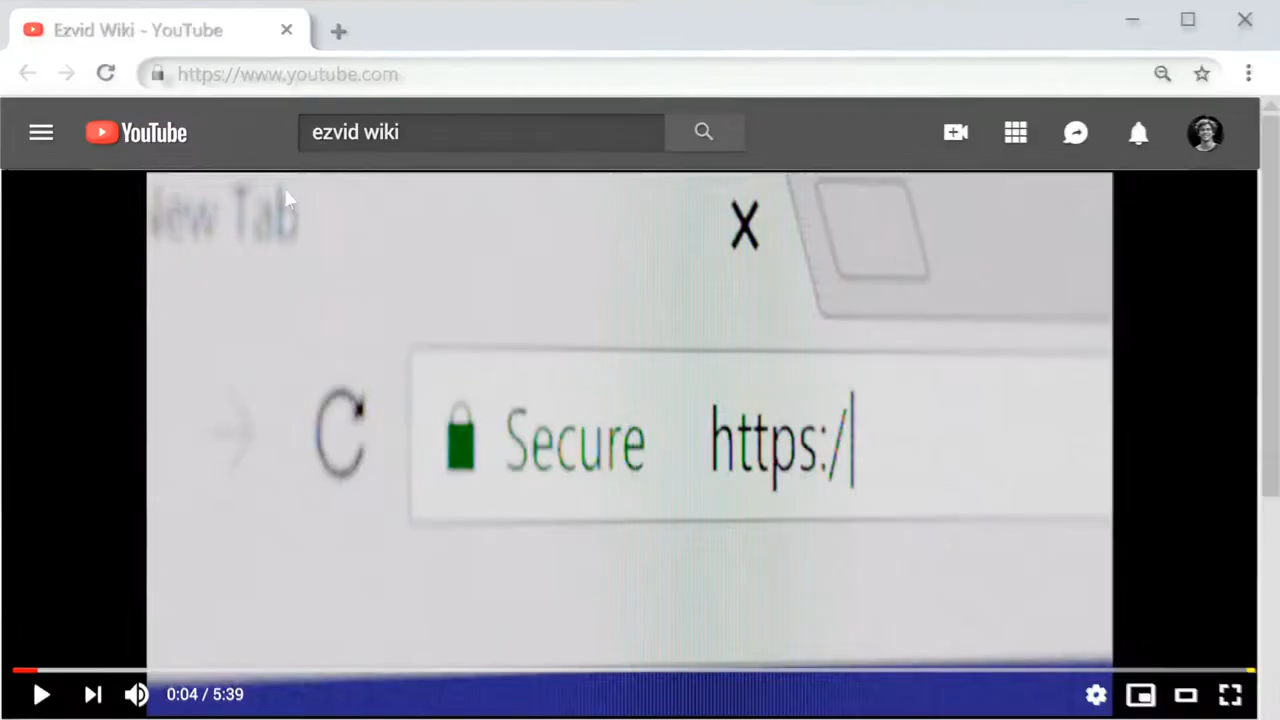 Ezvid Wiki - YouTube
https://www.youtube.com
YouTube
ezvid wiki
New Tab
X
Secure https:/
0:04 / 5:39